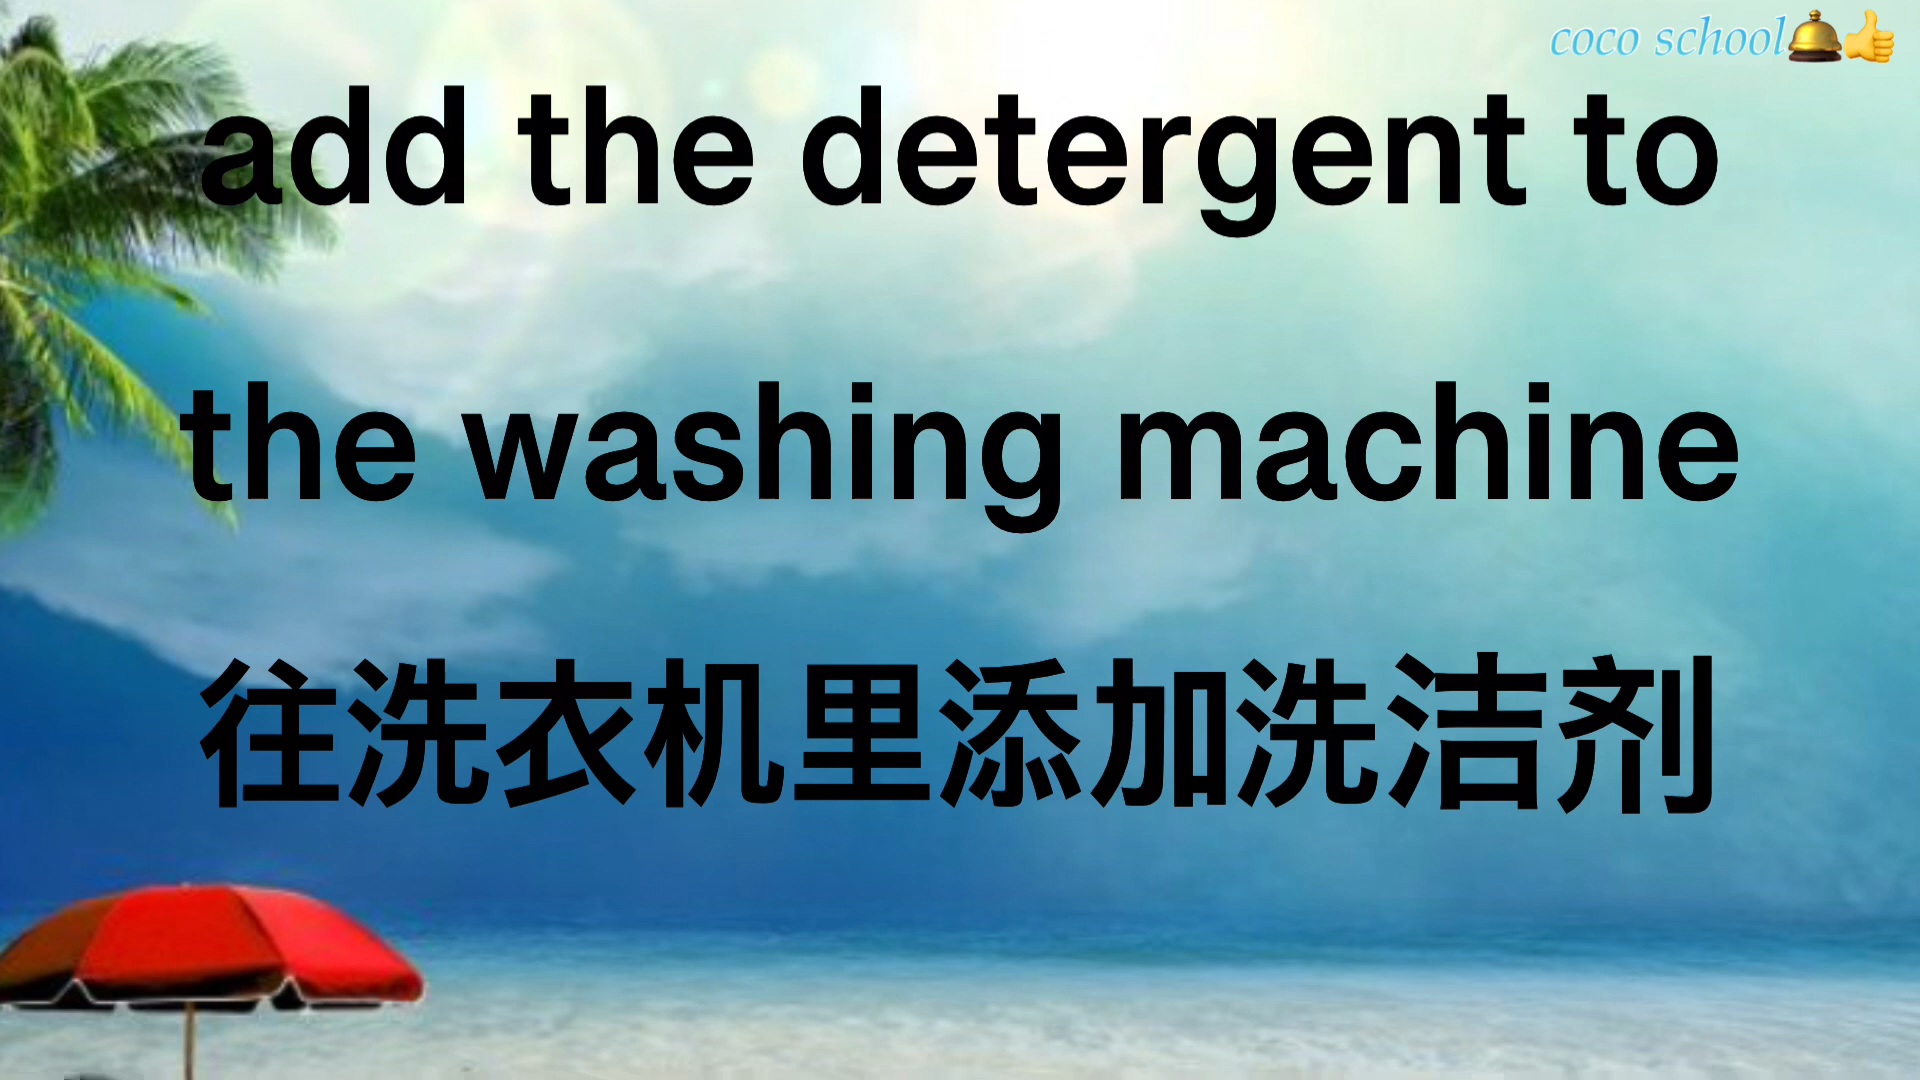 coco school🛎👍
add the detergent to
the washing machine
往洗衣机里添加洗洁剂